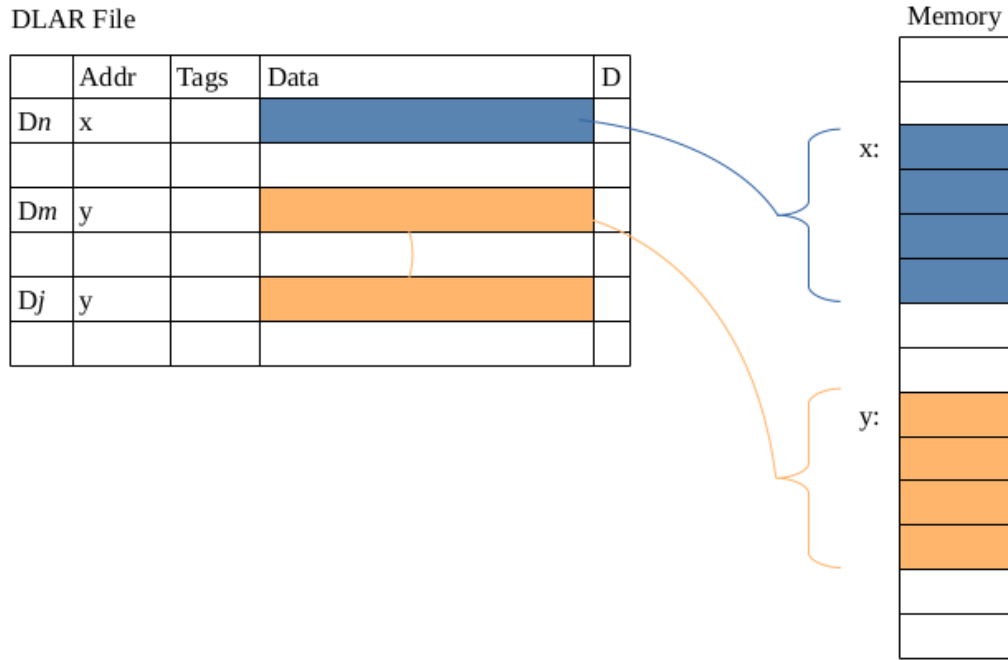 DLAR File
Memory
Addr Tags Data D
Dn x
x:
Dm y
Dj y
y: